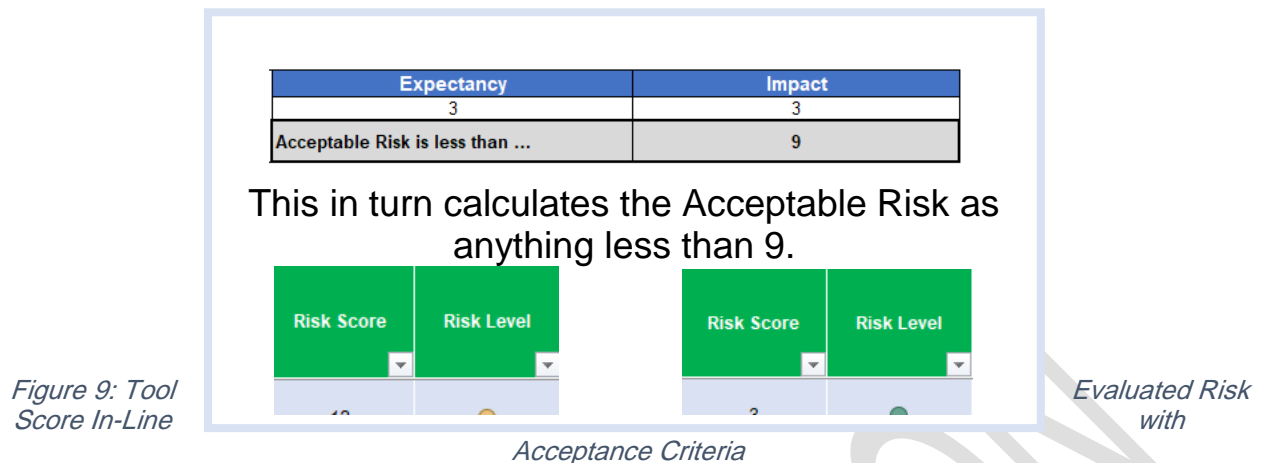 Expectancy Impact
3 3
Acceptable Risk is less than ... 9
This in turn calculates the Acceptable Risk as
anything less than 9.
Risk Score Risk Level Risk Score Risk Level
Figure 9: Tool Evaluated Risk
Score In-Line with
Acceptance Criteria